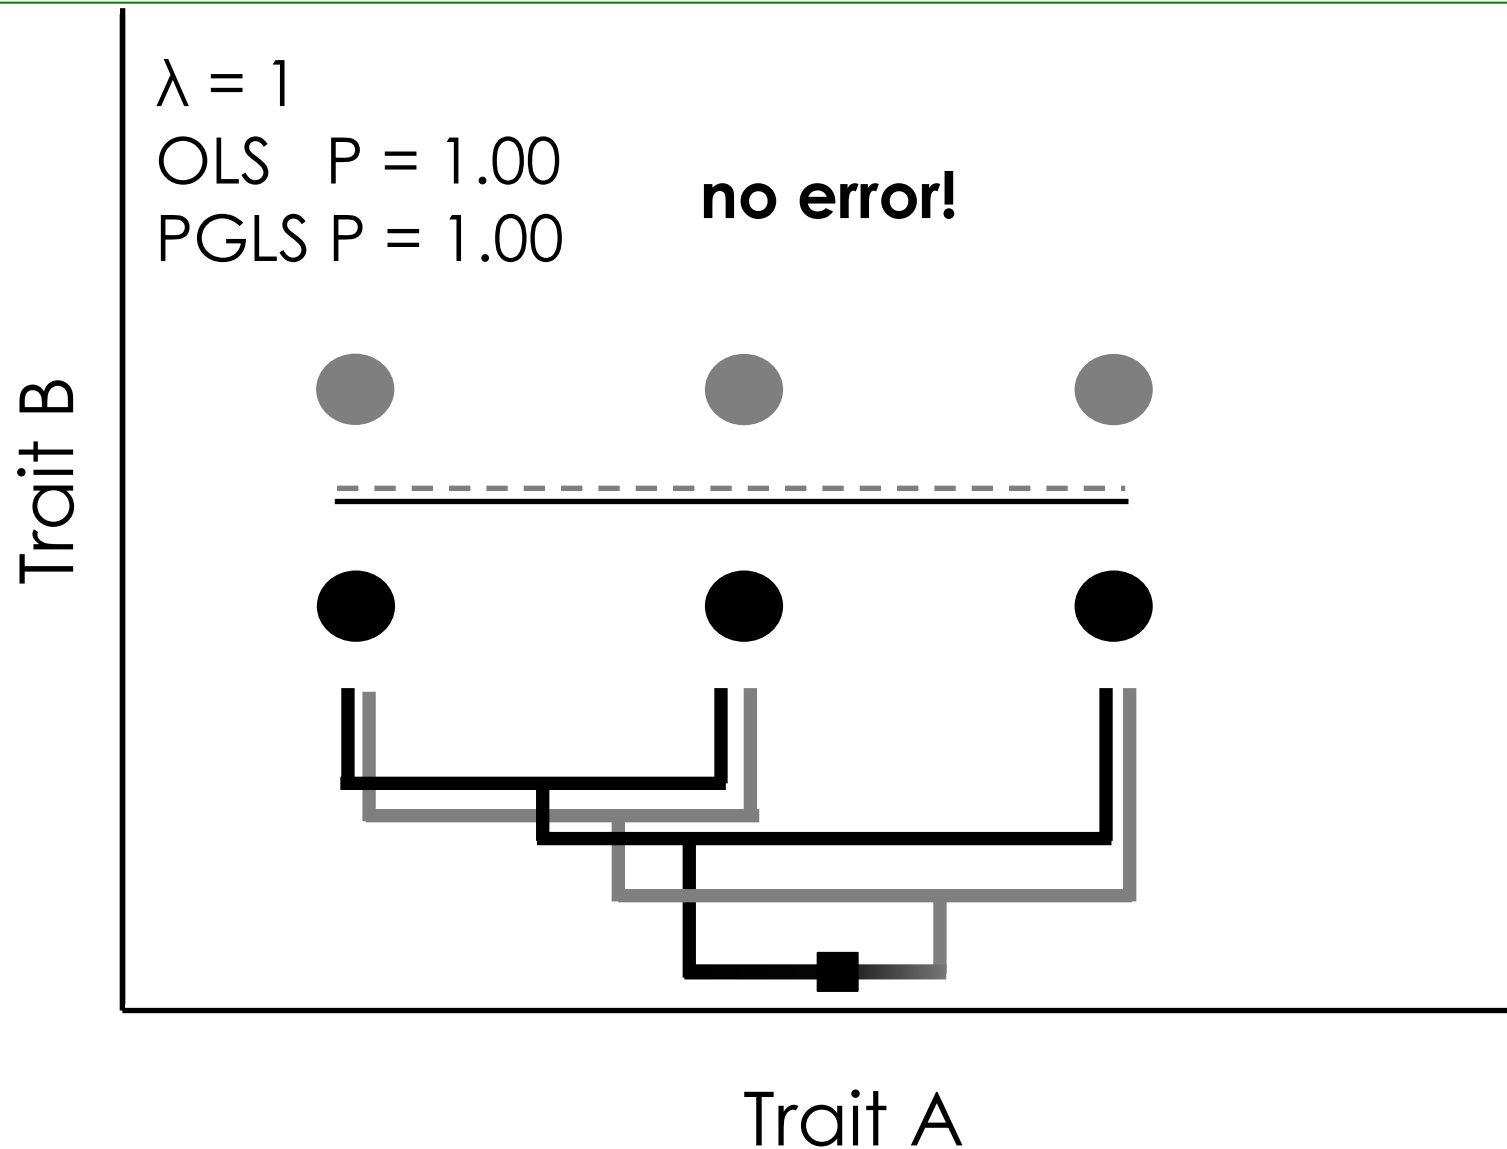 λ = 1
OLS P = 1.00
PGLS P = 1.00
no error!
Trait B
Trait A